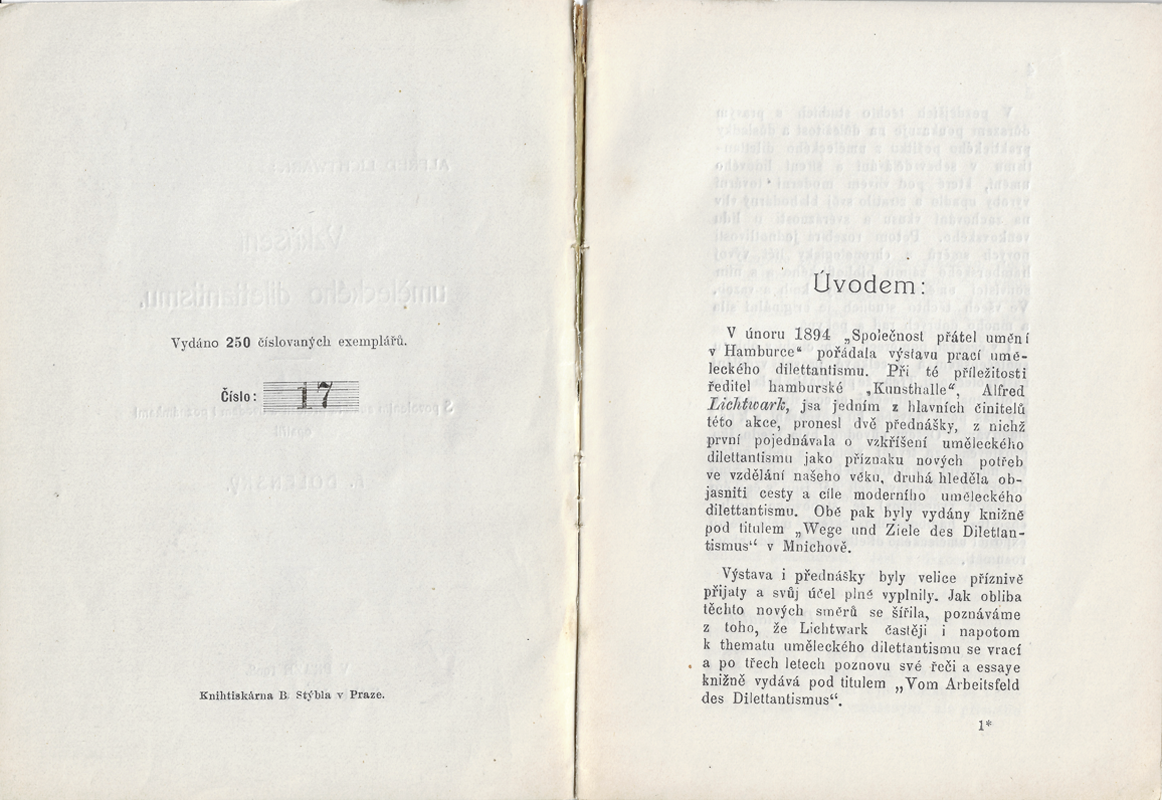 Vydáno 250 číslovaných exemplářů.
Číslo: 17
Knihtiskárna B. Stýbla v Praze.
Úvodem:
V únoru 1894 „Společnost přátel umění
v Hamburce“ pořádala výstavu prací umě-
leckého dilettantismu. Při té příležitosti
ředitel hamburské „Kunsthalle“, Alfred
Lichtwark, jsa jedním z hlavních činitelů
této akce, pronesl dvě přednášky, z nichž
první pojednávala o vzkříšení uměleckého
dilettantismu jako příznaku nových potřeb
ve vzdělání našeho věku, druhá hleděla ob-
jasniti cesty a cíle moderního uměleckého
dilettantismu. Obě pak byly vydány knižně
pod titulem „Wege und Ziele des Dilettan-
tismus“ v Mnichově.
Výstava i přednášky byly velice příznivě
přijaty a svůj účel plně vyplnily. Jak obliba
těchto nových směrů se šířila, poznáváme
z toho, že Lichtwark častěji i napotom
k thematu uměleckého dilettantismu se vrací
a po třech letech poznovu své řeči a essaye
knižně vydává pod titulem „Vom Arbeitsfeld
des Dilettantismus“.
1*